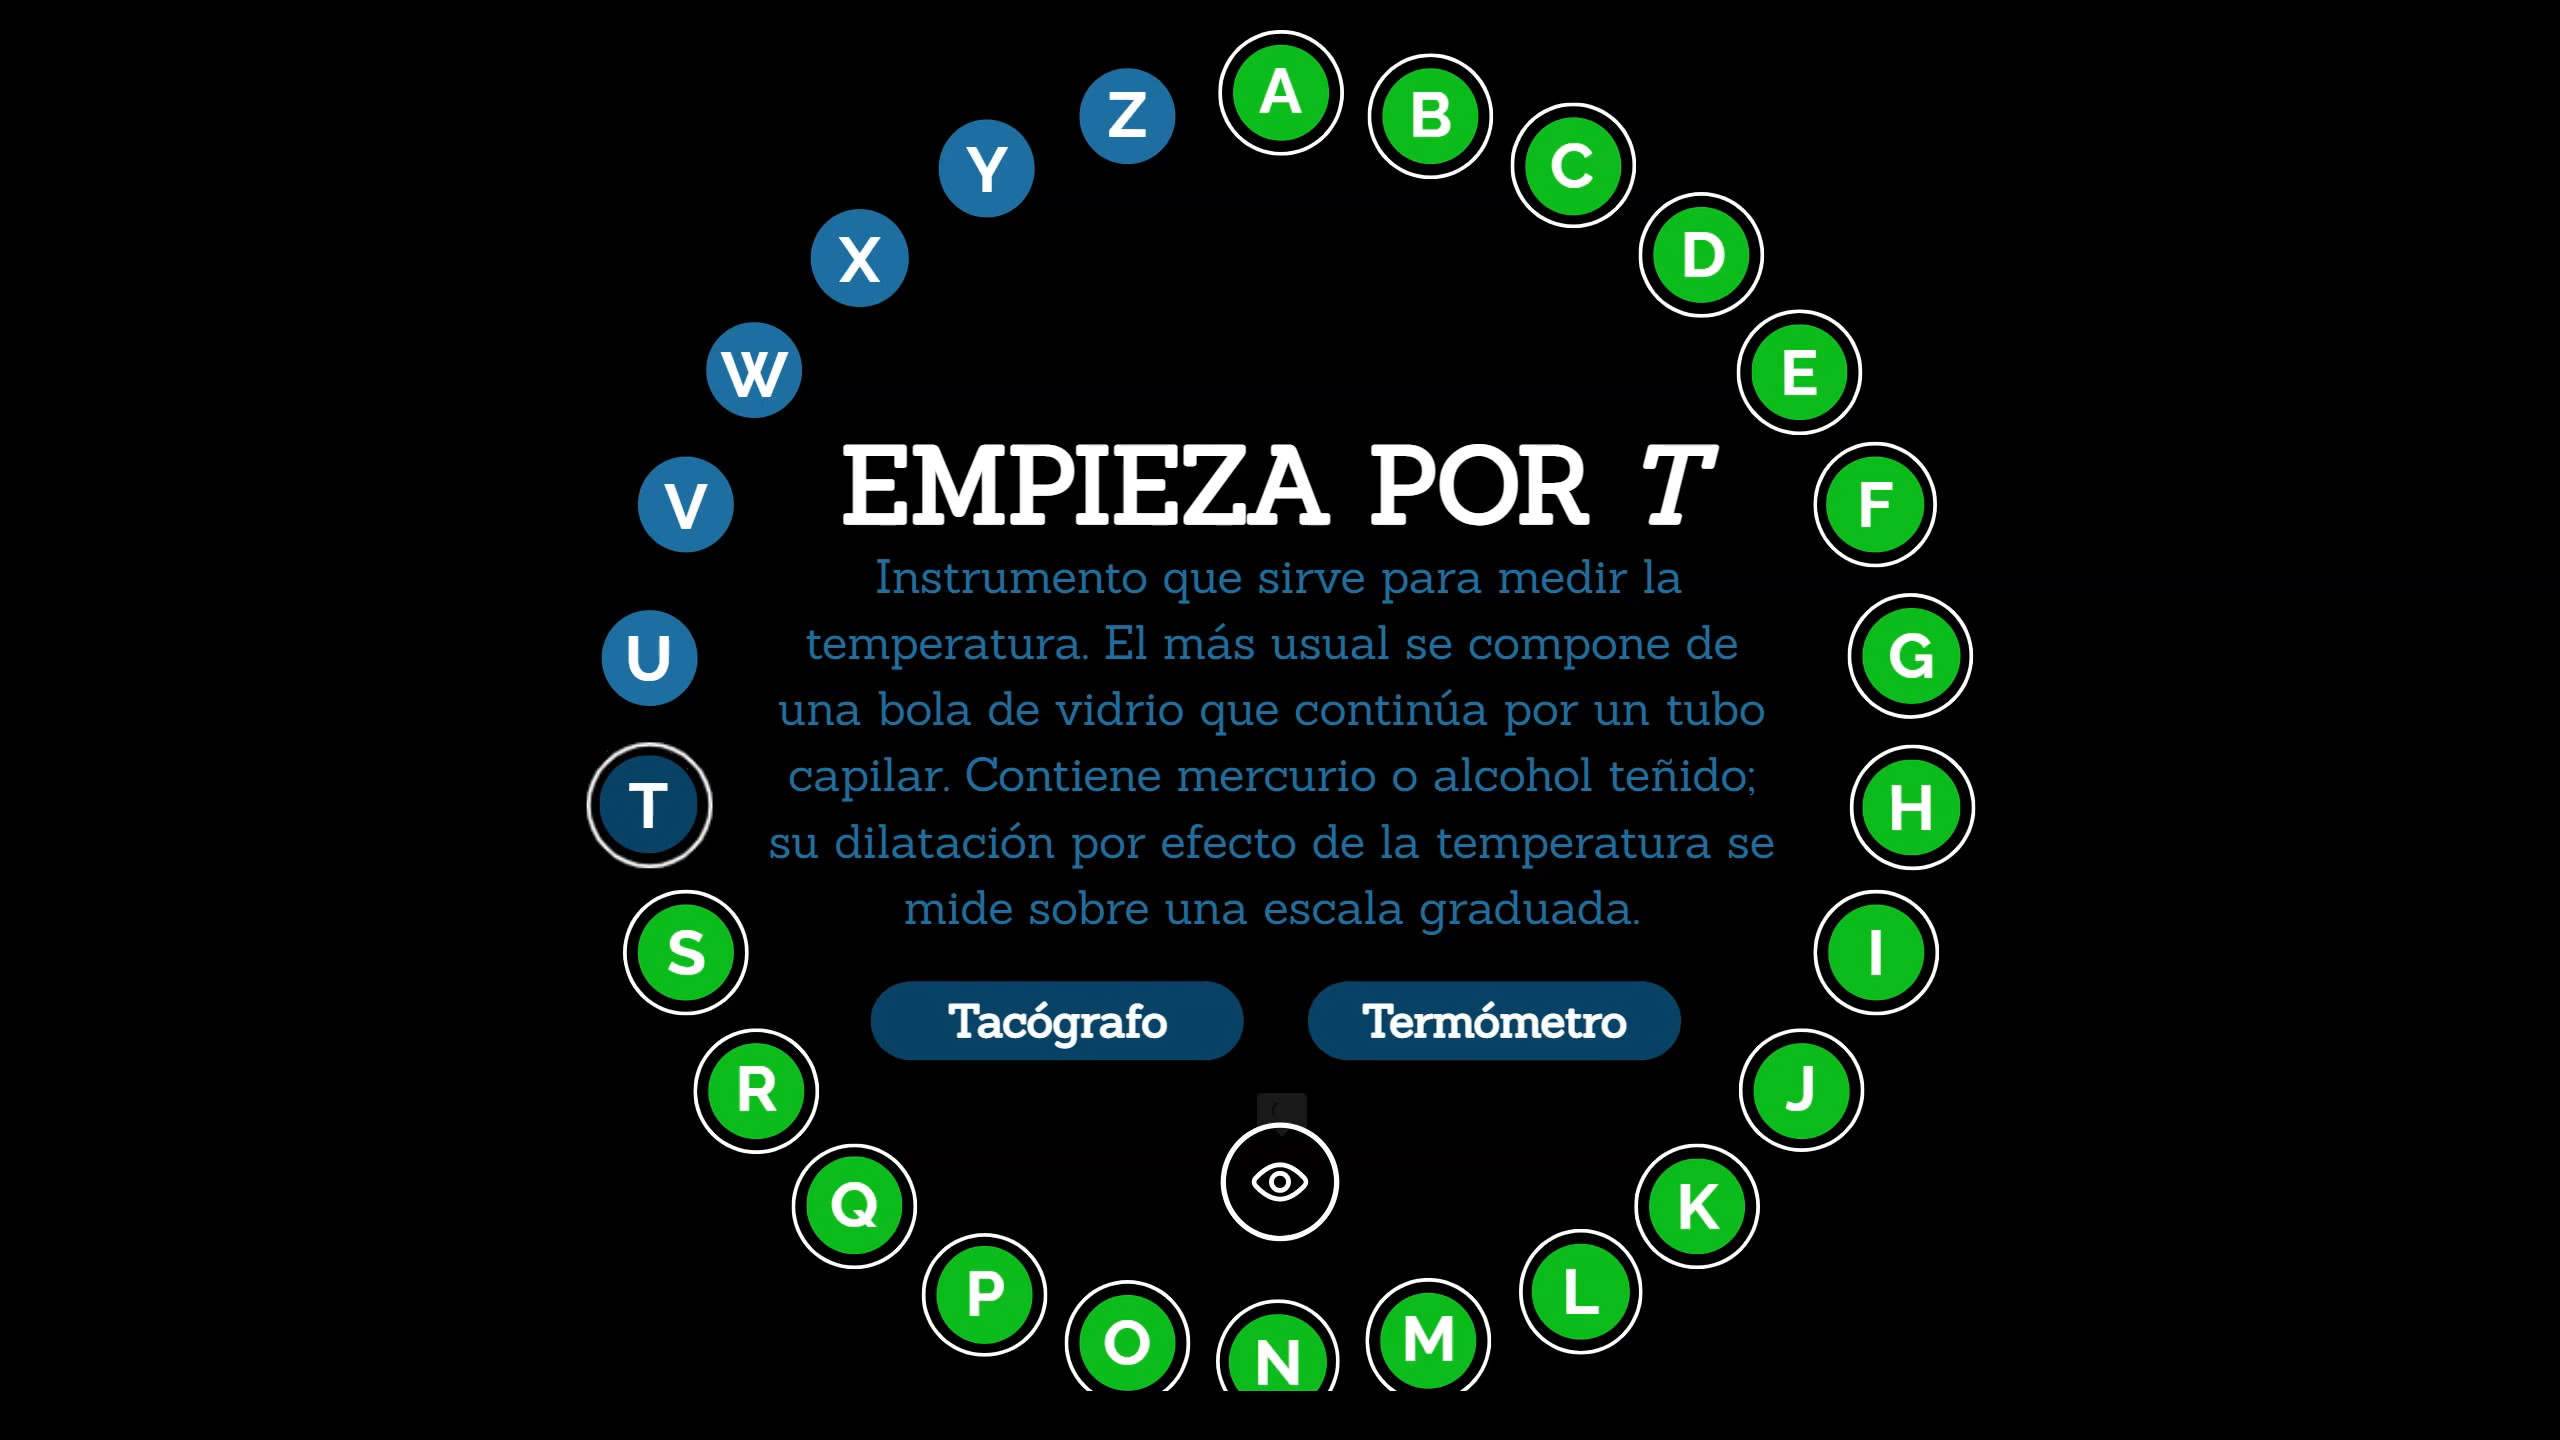 A
B
C
D
E
F
G
H
I
J
K
L
M
N
O
P
Q
R
S
T
U
V
W
X
Y
Z
EMPIEZA POR T
Instrumento que sirve para medir la
temperatura. El más usual se compone de
una bola de vidrio que continúa por un tubo
capilar. Contiene mercurio o alcohol teñido;
su dilatación por efecto de la temperatura se
mide sobre una escala graduada.
Tacógrafo
Termómetro